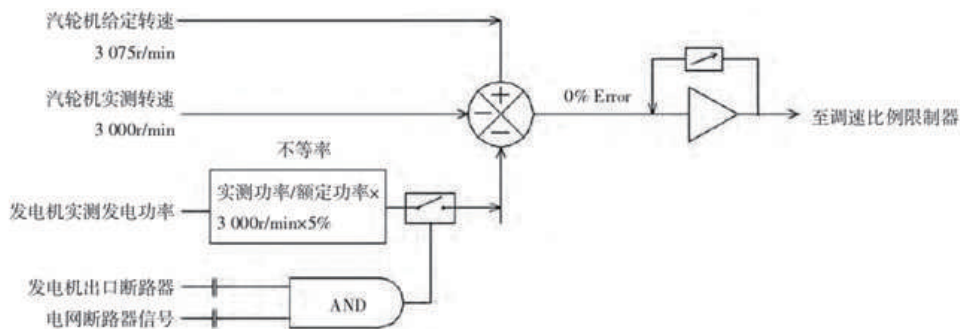 汽轮机给定转速
3 075r/min
汽轮机实测转速
3 000r/min
0% Error
至调速比例限制器
不等率
发电机实测发电功率
实测功率/额定功率×
3 000r/min×5%
发电机出口断路器
电网断路器信号
AND